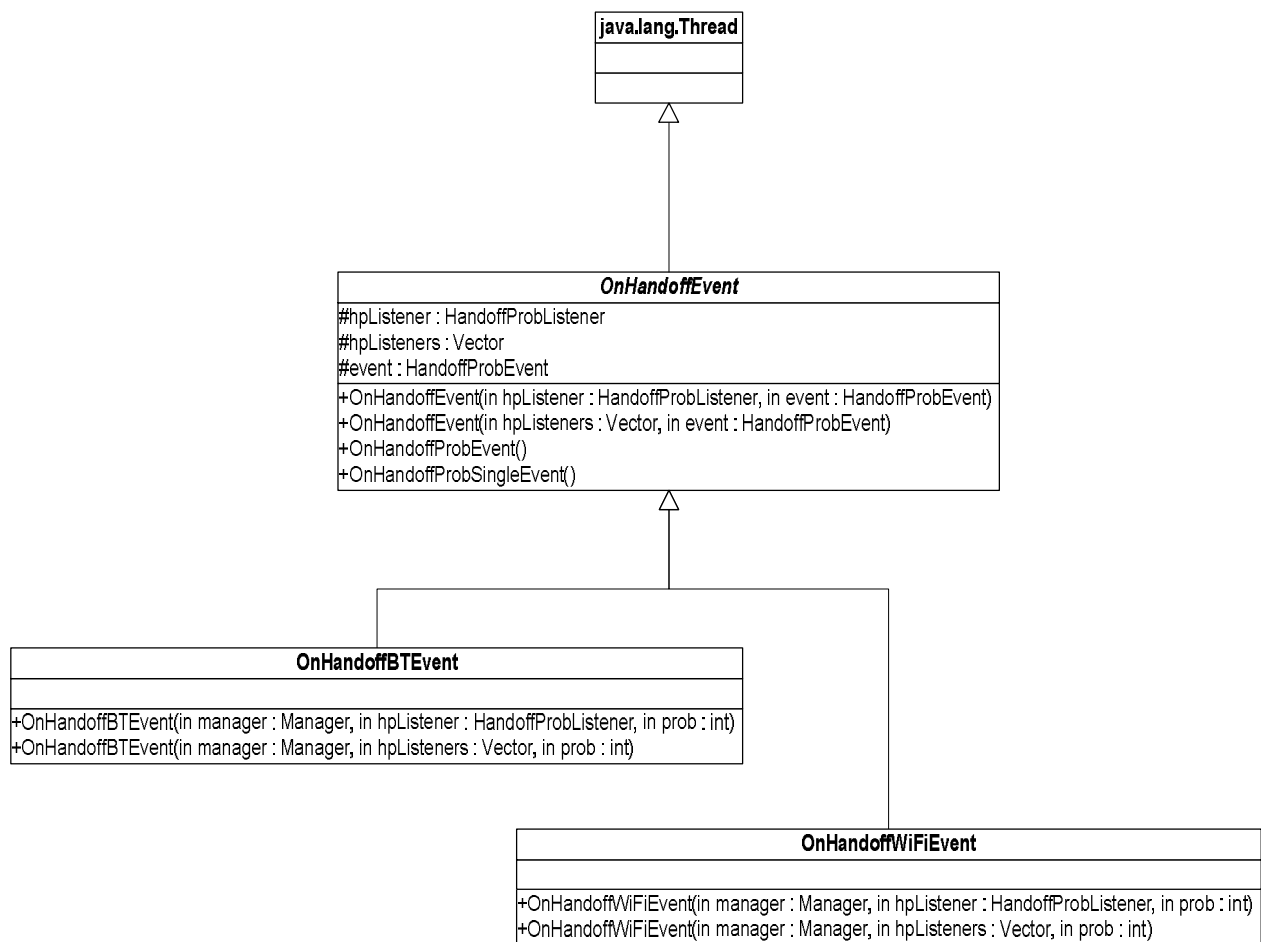 java.lang.Thread
OnHandoffEvent
#hpListener : HandoffProbListener
#hpListeners : Vector
#event : HandoffProbEvent
+OnHandoffEvent(in hpListener : HandoffProbListener, in event : HandoffProbEvent)
+OnHandoffEvent(in hpListeners : Vector, in event : HandoffProbEvent)
+OnHandoffProbEvent()
+OnHandoffProbSingleEvent()
OnHandoffBTEvent
+OnHandoffBTEvent(in manager : Manager, in hpListener : HandoffProbListener, in prob : int)
+OnHandoffBTEvent(in manager : Manager, in hpListeners : Vector, in prob : int)
OnHandoffWiFiEvent
+OnHandoffWiFiEvent(in manager : Manager, in hpListener : HandoffProbListener, in prob : int)
+OnHandoffWiFiEvent(in manager : Manager, in hpListeners : Vector, in prob : int)